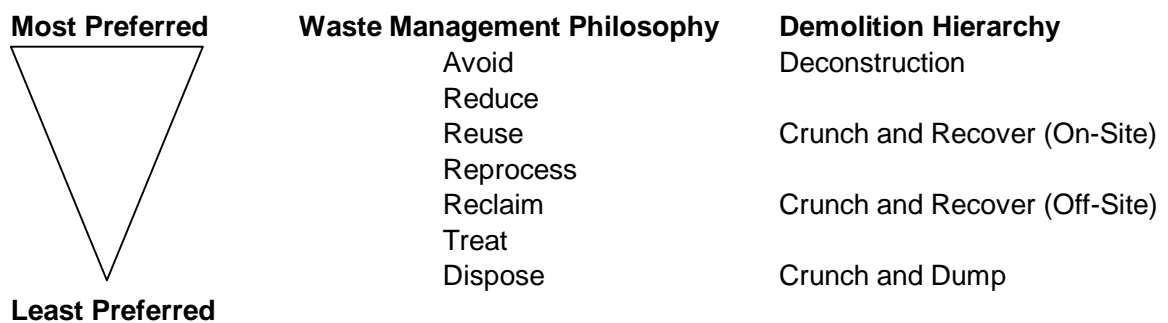 Most Preferred Waste Management Philosophy Demolition Hierarchy
Avoid Deconstruction
Reduce
Reuse Crunch and Recover (On-Site)
Reprocess
Reclaim Crunch and Recover (Off-Site)
Treat
Dispose Crunch and Dump
Least Preferred